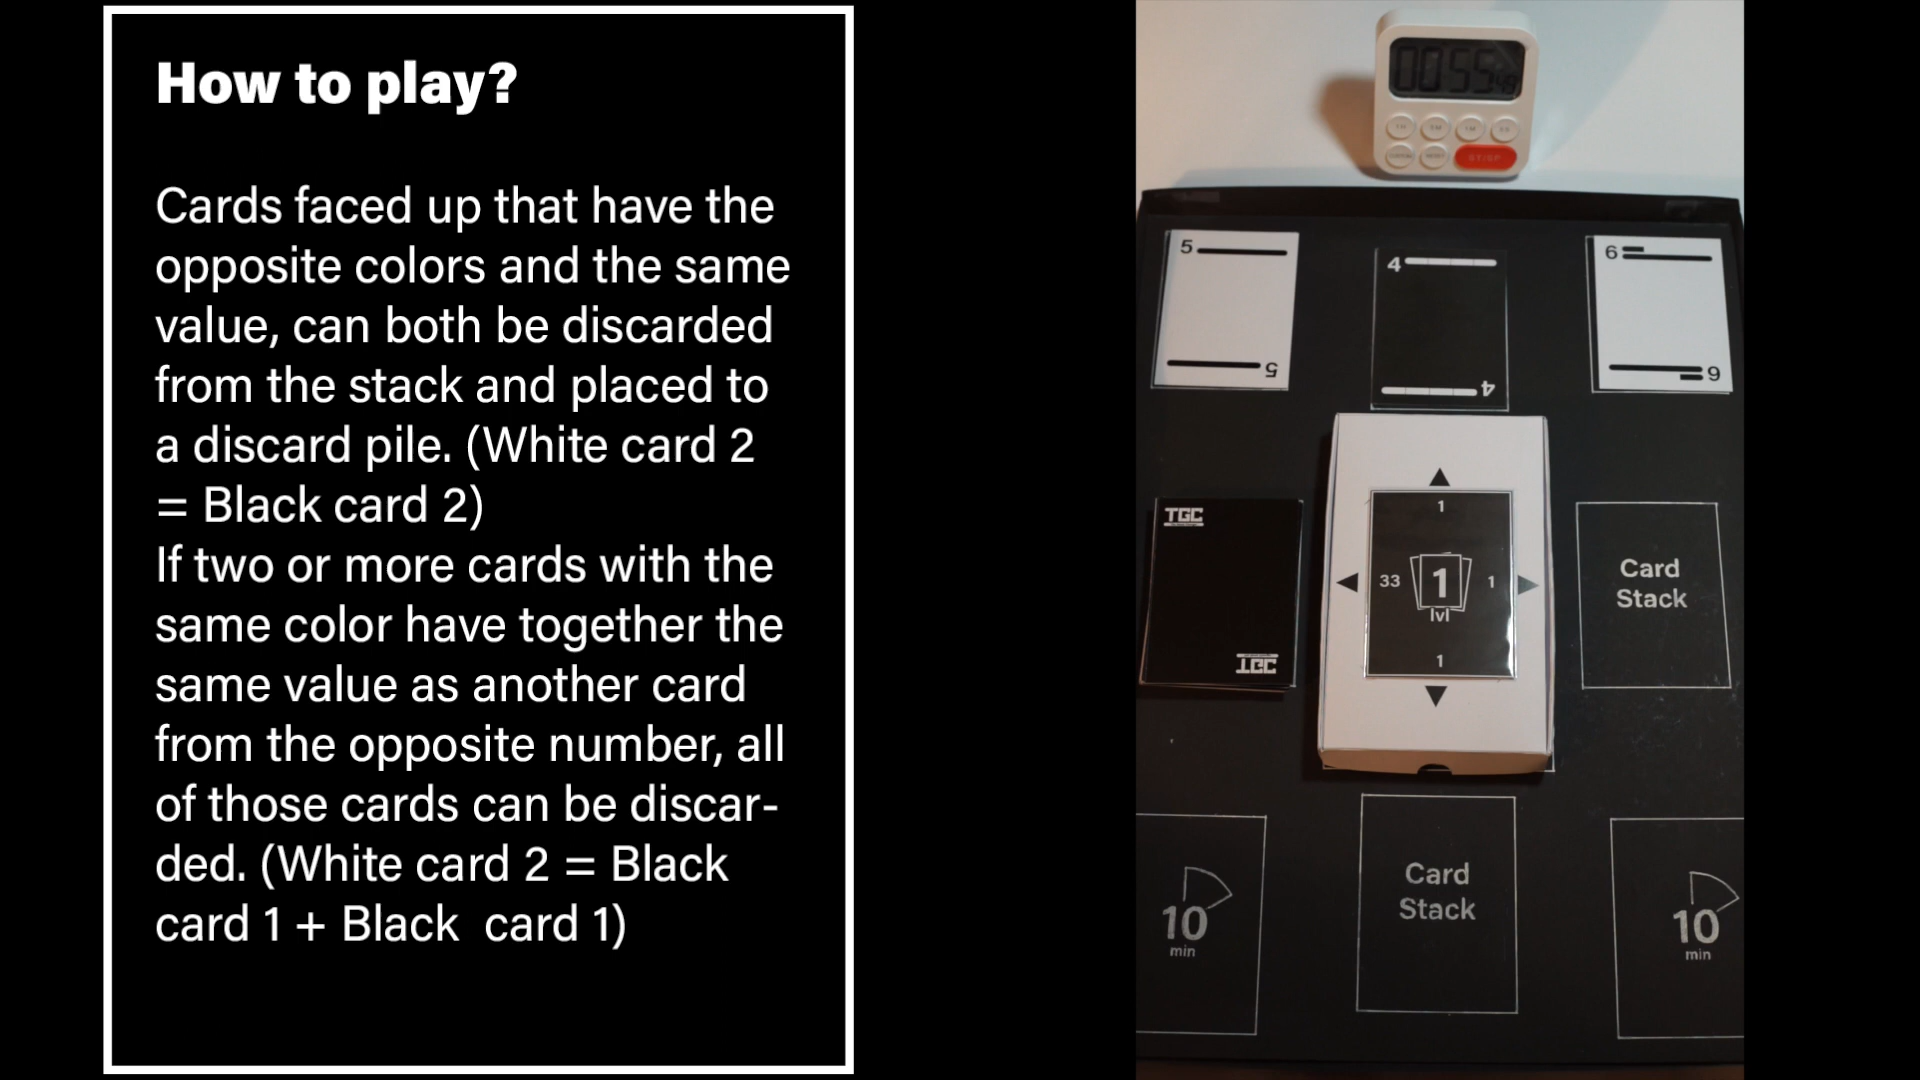 How to play?
Cards faced up that have the
opposite colors and the same
value, can both be discarded
from the stack and placed to
a discard pile. (White card 2
= Black card 2)
If two or more cards with the
same color have together the
same value as another card
from the opposite number, all
of those cards can be discar-
ded. (White card 2 = Black
card 1 + Black  card 1)
00:55
ST/SP
5
5
4
4
6
6
TGC
TGC
1
33
1
1
lvl
1
Card
Stack
Card
Stack
10
min
10
min